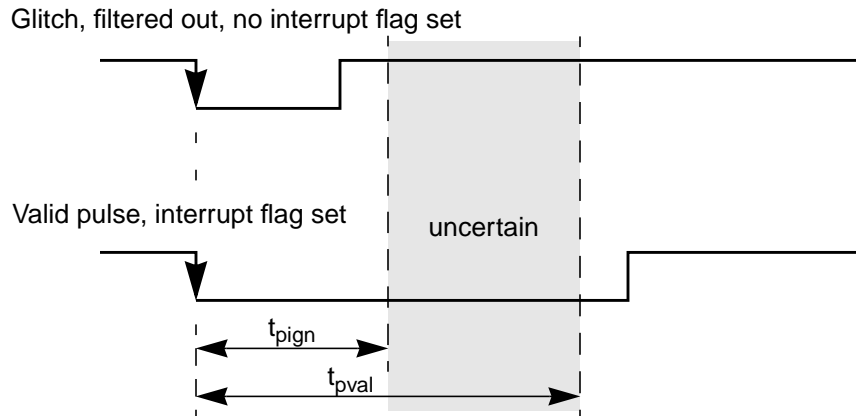 Glitch, filtered out, no interrupt flag set
Valid pulse, interrupt flag set
uncertain
tpign
tpval